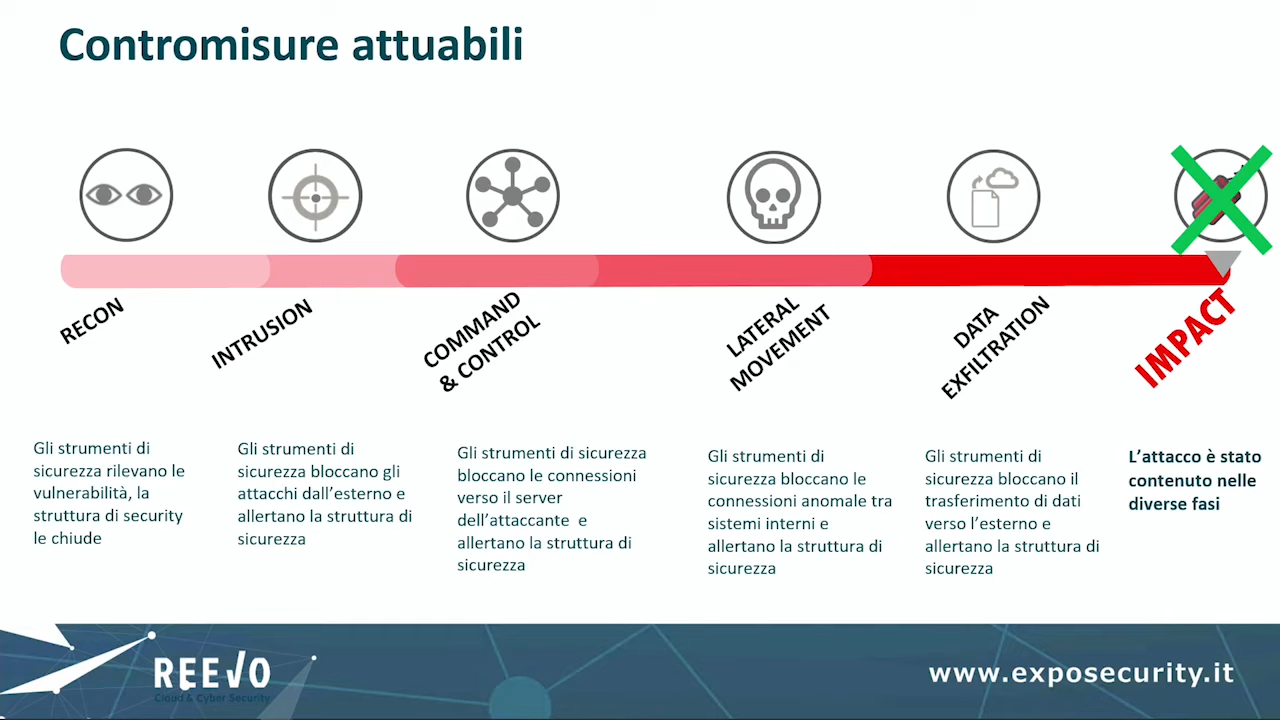 Contromisure attuabili
RECON
INTRUSION
COMMAND
& CONTROL
LATERAL
MOVEMENT
DATA
EXFILTRATION
IMPACT
Gli strumenti di
sicurezza rilevano le
vulnerabilità, la
struttura di security
le chiude
Gli strumenti di
sicurezza bloccano gli
attacchi dall’esterno e
allertano la struttura di
sicurezza
Gli strumenti di sicurezza
bloccano le connessioni
verso il server
dell’attaccante e
allertano la struttura di
sicurezza
Gli strumenti di
sicurezza bloccano le
connessioni anomale tra
sistemi interni e
allertano la struttura di
sicurezza
Gli strumenti di
sicurezza bloccano il
trasferimento di dati
verso l’esterno e
allertano la struttura di
sicurezza
L’attacco è stato
contenuto nelle
diverse fasi
REEVO
Cloud & Cyber Security
www.exposecurity.it